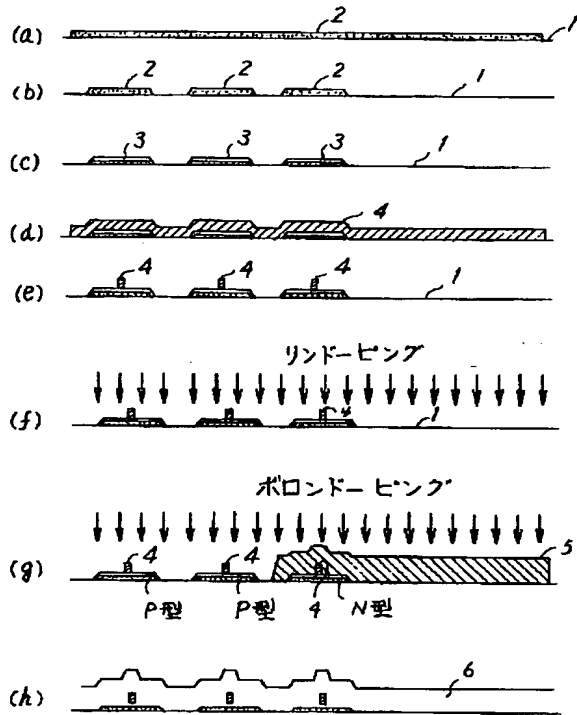 (a) 2 1
(b) 2 2 2 1
(c) 3 3 3 1
(d) 4
(e) 4 4 4 1
リンドーピング
(f) 4 1
ボロンドーピング
(g) 4 4 5
P型 P型 4 N型
(h) 6